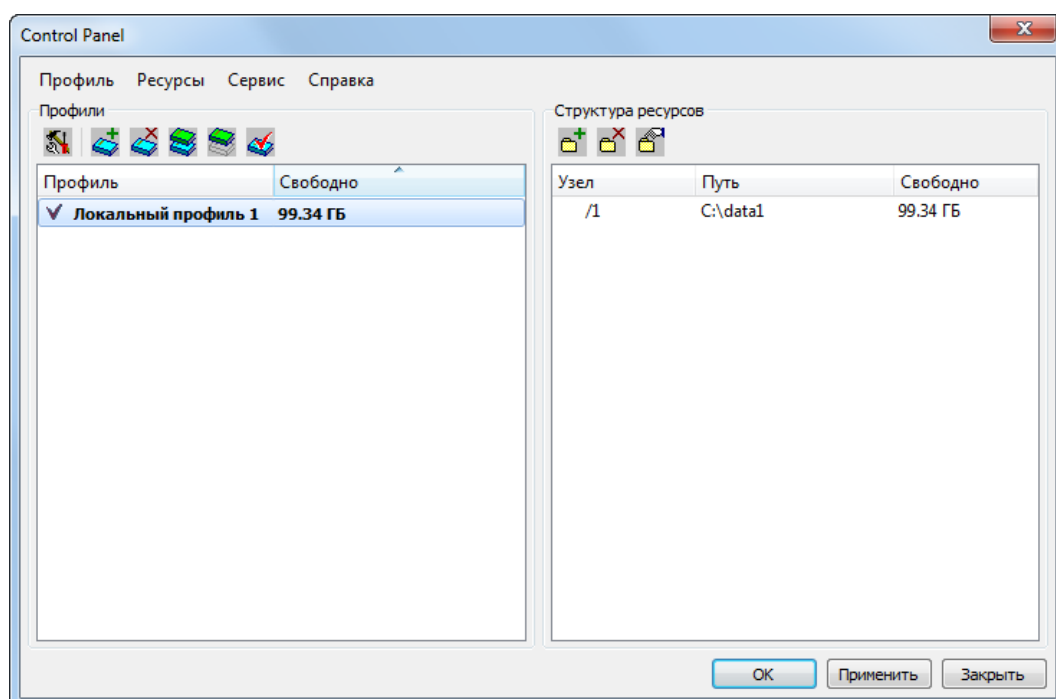 Control Panel
Профиль Ресурсы Сервис Справка
Профили
Профиль Свободно
Локальный профиль 1 99.34 ГБ
Структура ресурсов
Узел Путь Свободно
/1 C:\data1 99.34 ГБ
OK Применить Закрыть